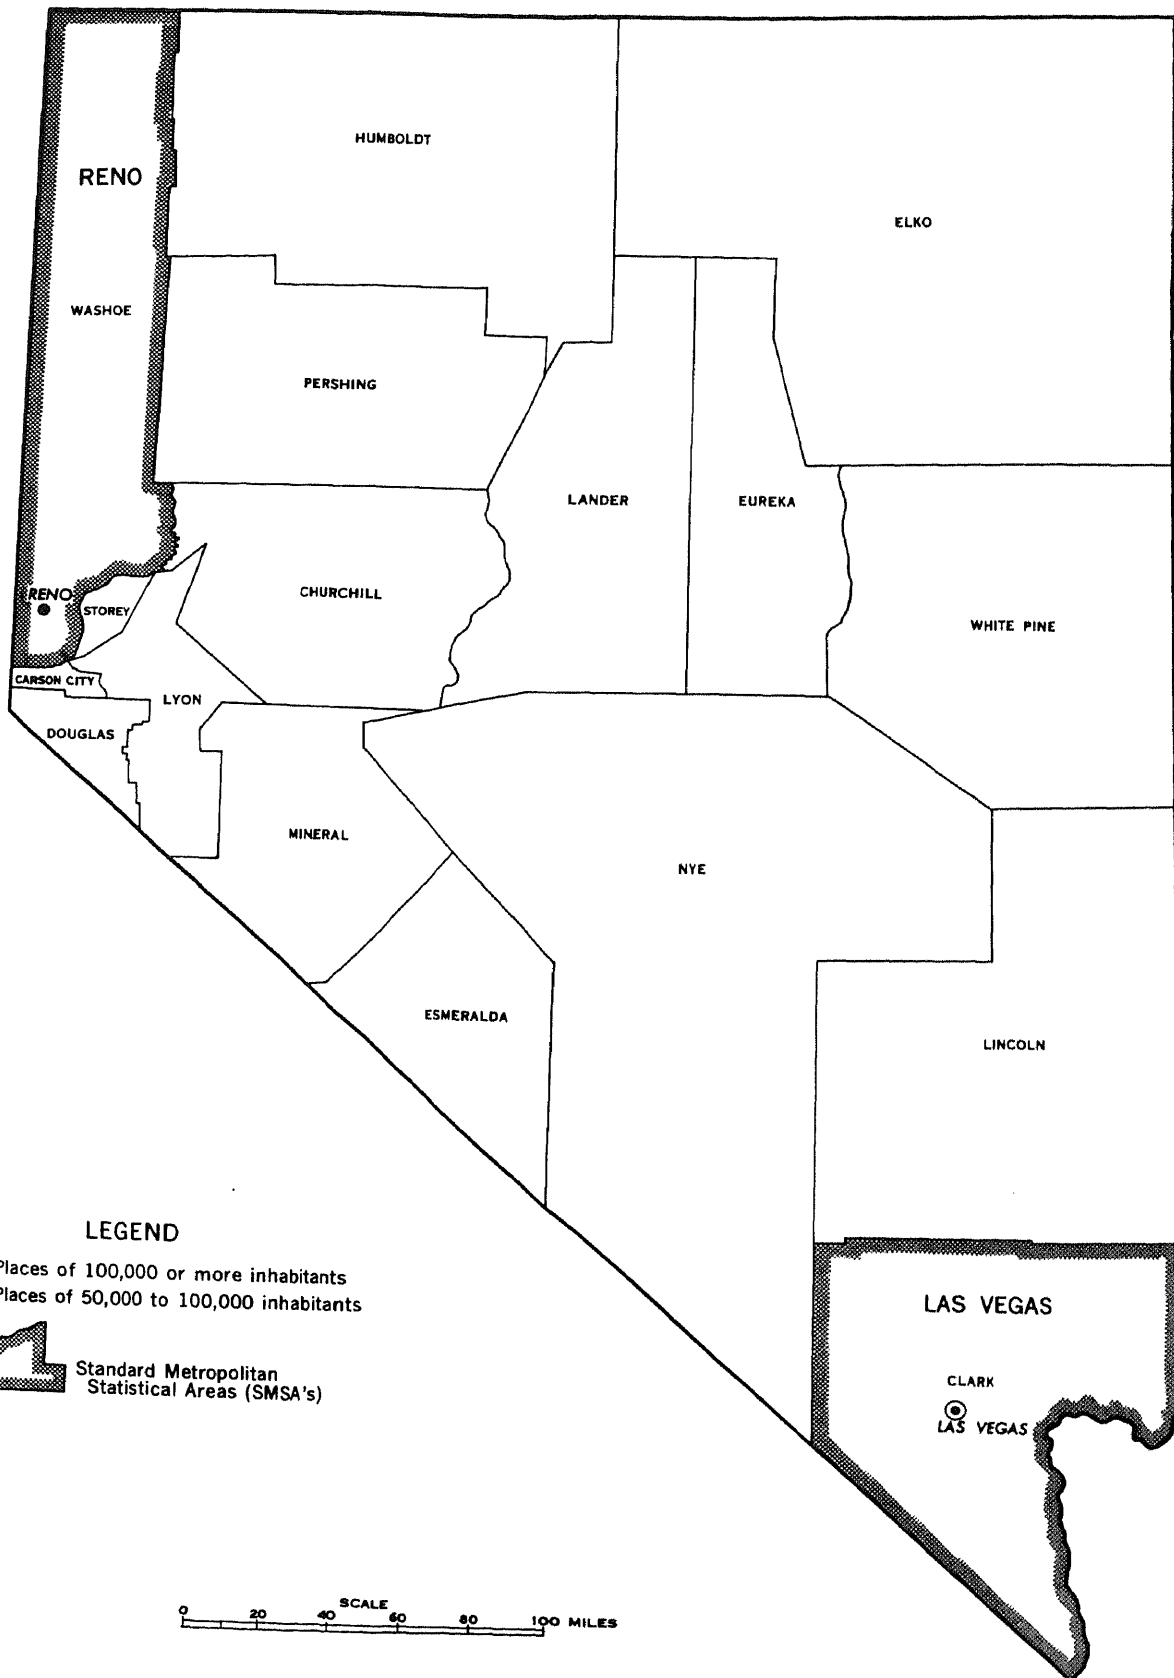 HUMBOLDT
RENO
ELKO
WASHOE
PERSHING
LANDER
EUREKA
CHURCHILL
RENO
STOREY
WHITE PINE
CARSON CITY
LYON
DOUGLAS
MINERAL
NYE
ESMERALDA
LINCOLN
LEGEND
Places of 100,000 or more inhabitants
Places of 50,000 to 100,000 inhabitants
Standard Metropolitan
Statistical Areas (SMSA's)
LAS VEGAS
CLARK
LAS VEGAS
SCALE
0 20 40 60 80 100 MILES